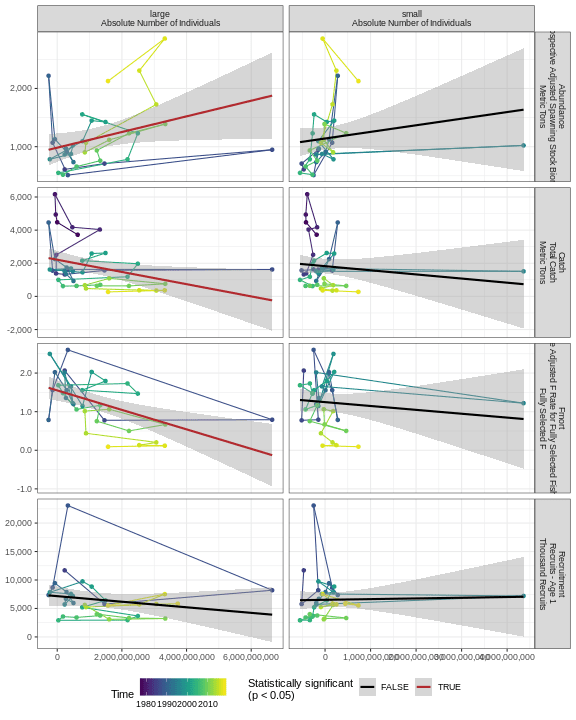 large
Absolute Number of Individuals
small
Absolute Number of Individuals
2,000
1,000
Abundance
Adjusted Spawning Stock
Metric Tons
6,000
4,000
2,000
0
-2,000
Catch
Total Catch
Metric Tons
2.0
1.0
0.0
-1.0
Fmort
Adjusted F Rate for Fully Selected Fish
Fully Selected F
20,000
15,000
10,000
5,000
0
Recruitment
Recruits - Age 1
Thousand Recruits
0
2,000,000,000
4,000,000,000
6,000,000,000
0
1,000,000,000
2,000,000,000
3,000,000,000
4,000,000,000
Time
1980
1990
2000
2010
Statistically significant
(p < 0.05)
FALSE
TRUE